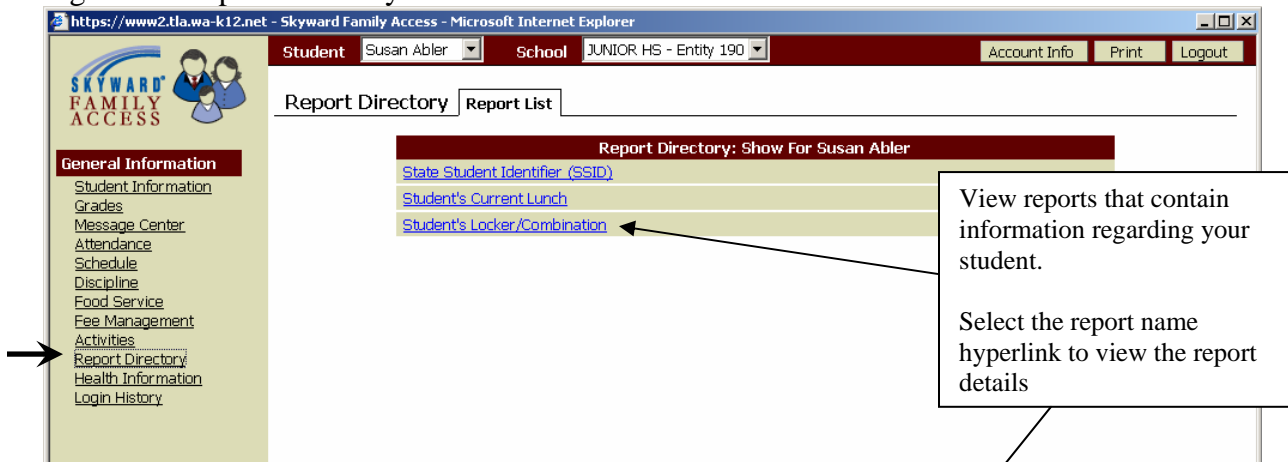 https://www2.tla.wa-k12.net - Skyward Family Access - Microsoft Internet Explorer
Student Susan Abler School JUNIOR HS - Entity 190 Account Info Print Logout
SKYWARD®
FAMILY
ACCESS
Report Directory Report List
General Information
Student Information
Grades
Message Center
Attendance
Schedule
Discipline
Food Service
Fee Management
Activities
Report Directory
Health Information
Login History
Report Directory: Show For Susan Abler
State Student Identifier (SSID)
Student's Current Lunch
Student's Locker/Combination
View reports that contain
information regarding your
student.
Select the report name
hyperlink to view the report
details